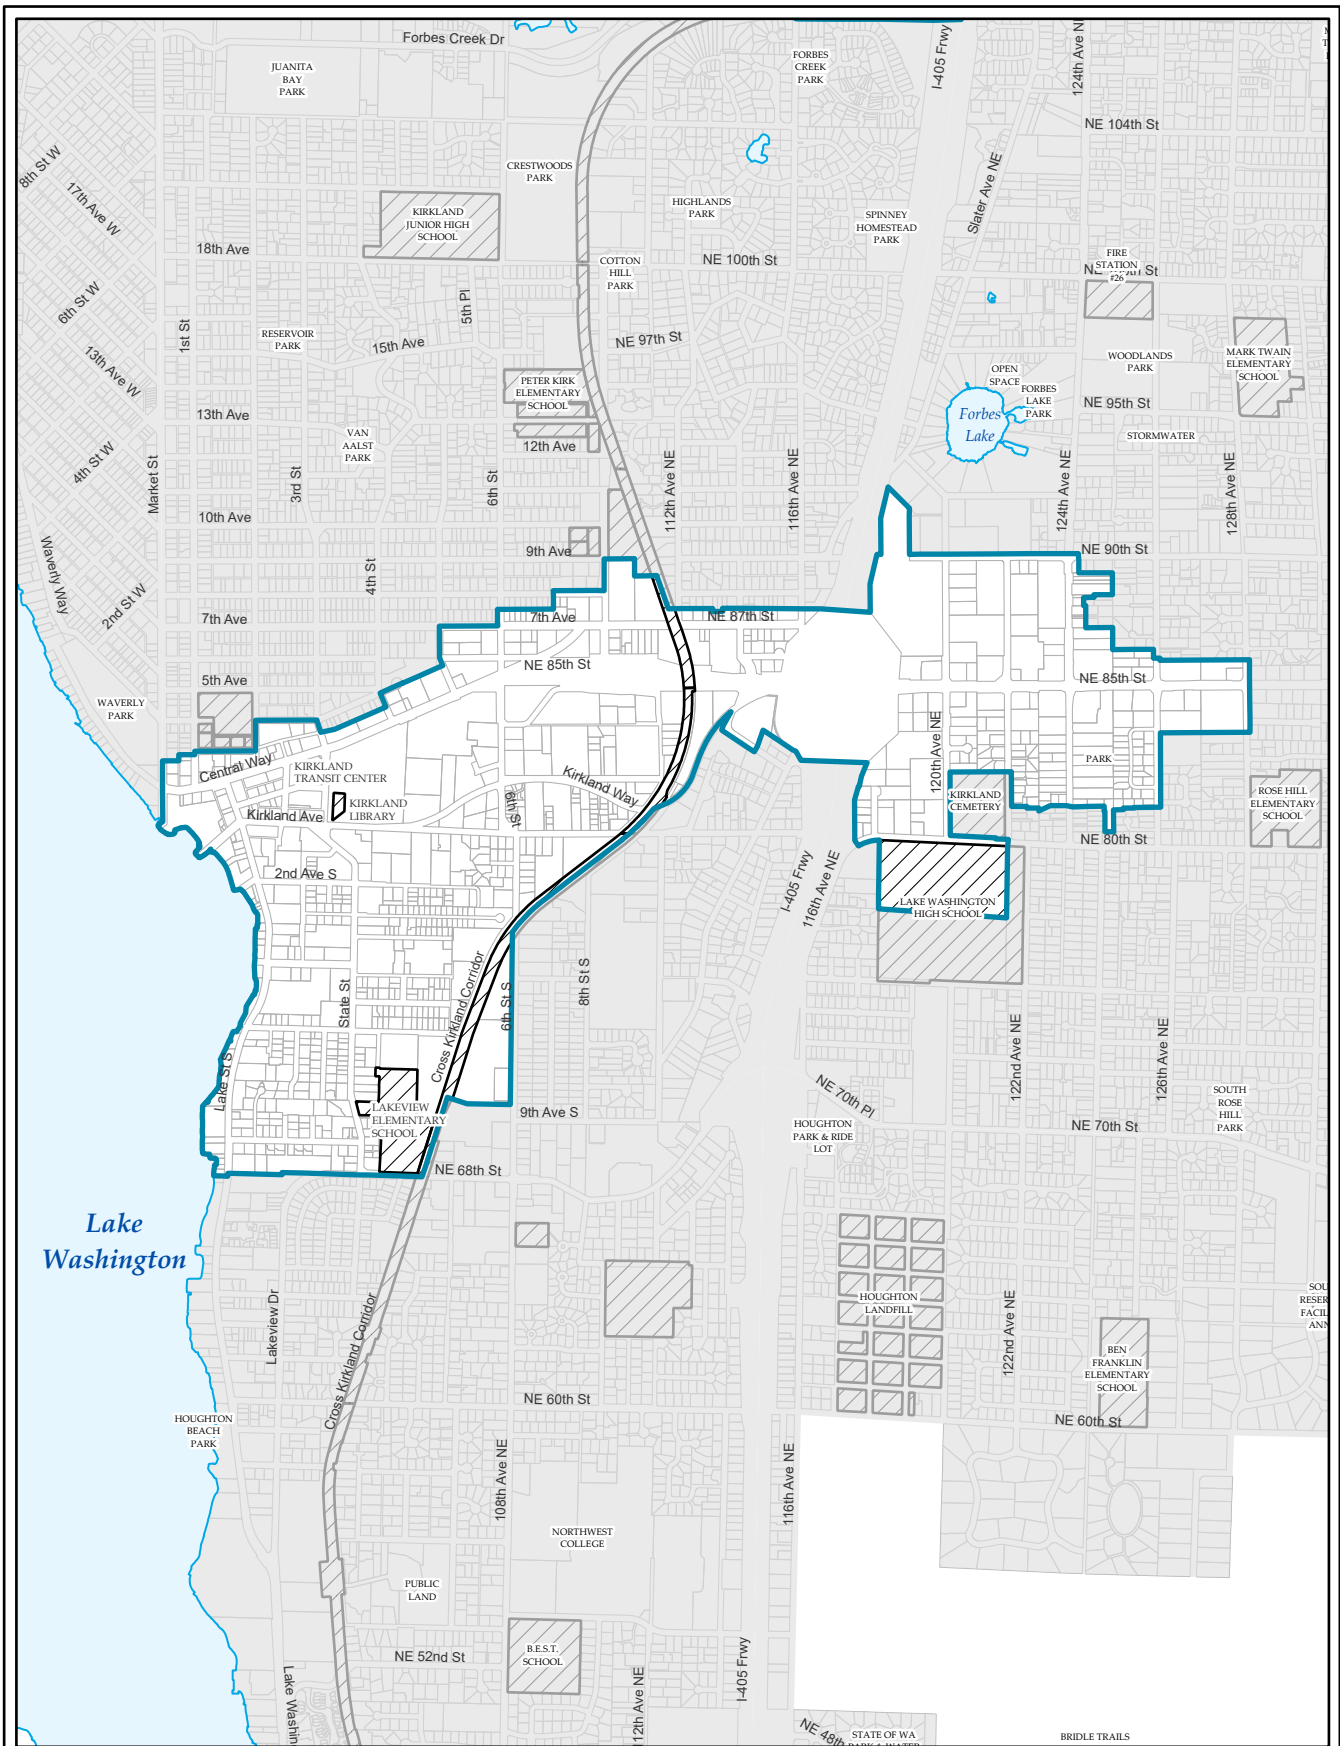 Forbes Creek Dr
JUANITA
BAY
PARK
FORBES
CREEK
PARK
I-405 Frwy
124th Ave NE
NE 104th St
8th St W
17th Ave W
CRESTWOODS
PARK
KIRKLAND
JUNIOR HIGH
SCHOOL
HIGHLANDS
PARK
SPINNEY
HOMESTEAD
PARK
Slater Ave NE
18th Ave
COTTON
HILL
PARK
NE 100th St
FIRE
STATION
#26
6th St W
1st St
5th Pl
RESERVOIR
PARK
15th Ave
NE 97th St
13th Ave W
PETER KIRK
ELEMENTARY
SCHOOL
OPEN
SPACE
FORBES
LAKE
PARK
WOODLANDS
PARK
MARK TWAIN
ELEMENTARY
SCHOOL
NE 95th St
13th Ave
Forbes
Lake
STORMWATER
VAN
AALST
PARK
12th Ave
4th St W
Market St
3rd St
6th St
112th Ave NE
116th Ave NE
124th Ave NE
128th Ave NE
10th Ave
9th Ave
NE 90th St
Waverly Way
2nd St W
4th St
7th Ave
7th Ave
NE 87th St
NE 85th St
NE 85th St
5th Ave
WAVERLY
PARK
120th Ave NE
PARK
Central Way
KIRKLAND
TRANSIT CENTER
Kirkland Way
KIRKLAND
LIBRARY
Kirkland Ave
6th St
KIRKLAND
CEMETERY
ROSE HILL
ELEMENTARY
SCHOOL
NE 80th St
2nd Ave S
I-405 Frwy
116th Ave NE
LAKE WASHINGTON
HIGH SCHOOL
State St
Cross Kirkland Corridor
6th St S
8th St S
122nd Ave NE
126th Ave NE
Lake St S
LAKEVIEW
ELEMENTARY
SCHOOL
9th Ave S
NE 70th Pl
HOUGHTON
PARK & RIDE
LOT
NE 70th St
SOUTH
ROSE
HILL
PARK
NE 68th St
Lake
Washington
Lakeview Dr
Cross Kirkland Corridor
HOUGHTON
LANDFILL
122nd Ave NE
BEN
FRANKLIN
ELEMENTARY
SCHOOL
NE 60th St
NE 60th St
HOUGHTON
BEACH
PARK
108th Ave NE
116th Ave NE
NORTHWEST
COLLEGE
PUBLIC
LAND
NE 52nd St
B.E.S.T.
SCHOOL
I-405 Frwy
NE 48th
STATE OF WA
BRIDLE TRAILS